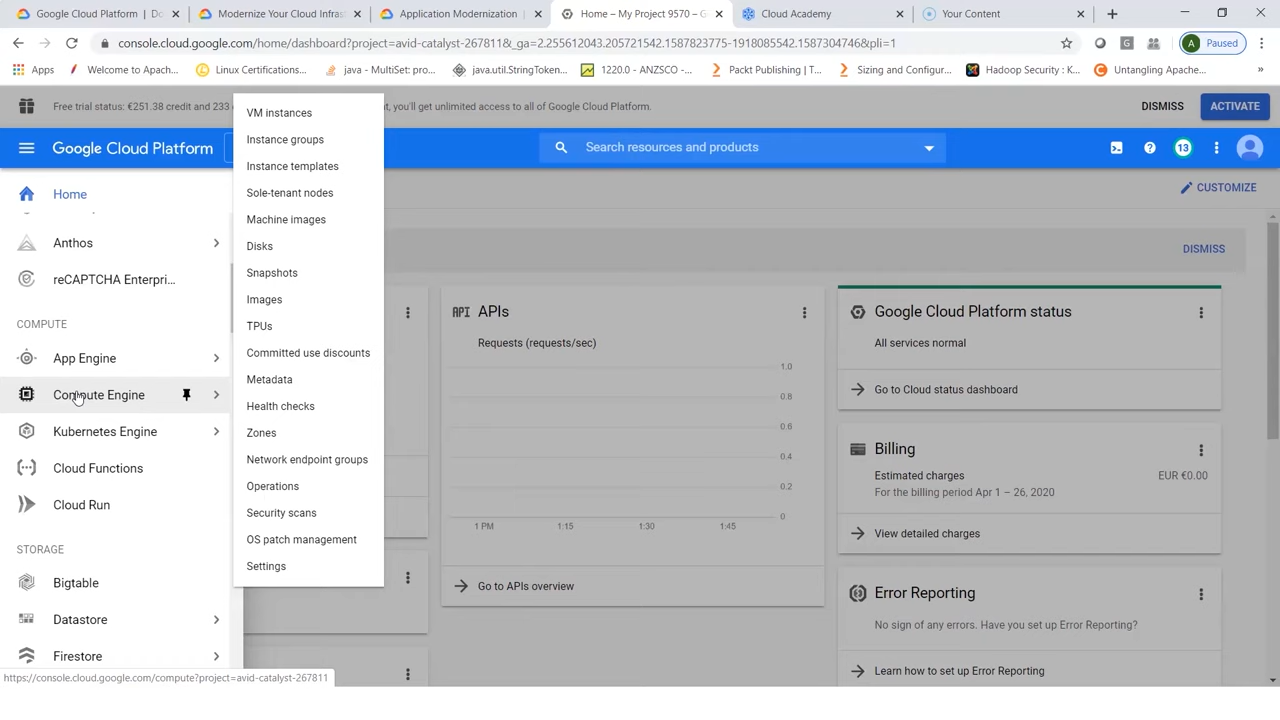 Google Cloud Platform | Do
Modernize Your Cloud Infras
Application Modernization |
Home – My Project 9570 – G
Cloud Academy
Your Content
console.cloud.google.com/home/dashboard?project=avid-catalyst-267811&_ga=2.255612043.205721542.1587823775-1918085542.1587304746&pli=1
A
Paused
Apps
Welcome to Apach...
Linux Certifications...
java - MultiSet: pro...
java.util.StringToken...
1220.0 - ANZSCO -...
Packt Publishing | T...
Sizing and Configur...
Hadoop Security : K...
Untangling Apache...
Free trial status: €251.38 credit and 233
, you'll get unlimited access to all of Google Cloud Platform.
DISMISS
ACTIVATE
Google Cloud Platform
Search resources and products
13
Home
CUSTOMIZE
Anthos
reCAPTCHA Enterpri...
COMPUTE
App Engine
Compute Engine
Kubernetes Engine
Cloud Functions
Cloud Run
STORAGE
Bigtable
Datastore
Firestore
VM instances
Instance groups
Instance templates
Sole-tenant nodes
Machine images
Disks
Snapshots
Images
TPUs
Committed use discounts
Metadata
Health checks
Zones
Network endpoint groups
Operations
Security scans
OS patch management
Settings
DISMISS
API APIs
Requests (requests/sec)
1.0
0.8
0.6
0.4
0.2
0
1 PM 1:15 1:30 1:45
Go to APIs overview
Google Cloud Platform status
All services normal
Go to Cloud status dashboard
Billing
Estimated charges EUR €0.00
For the billing period Apr 1 – 26, 2020
View detailed charges
Error Reporting
No sign of any errors. Have you set up Error Reporting?
Learn how to set up Error Reporting
https://console.cloud.google.com/compute?project=avid-catalyst-267811